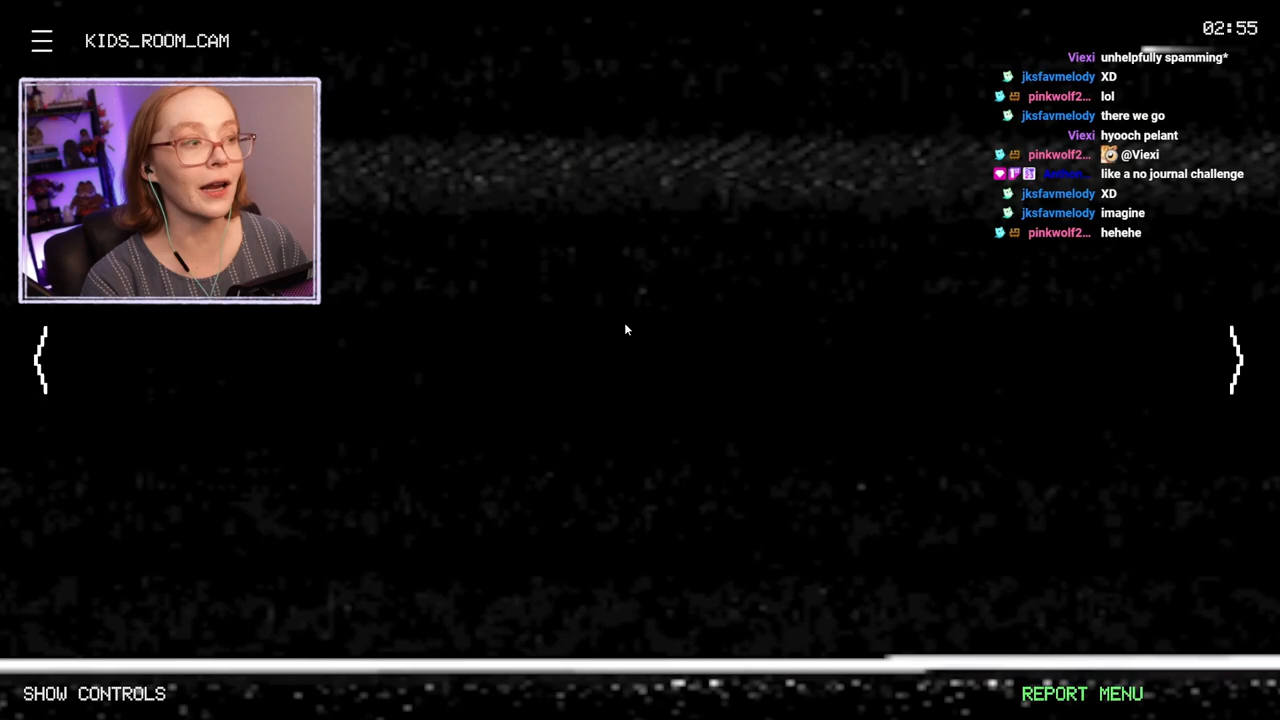 KIDS_ROOM_CAM
02:55
Viexi unhelpfully spamming*
jksfavmelody XD
pinkwolf2... lol
jksfavmelody there we go
Viexi hyooch pelant
pinkwolf2... @Viexi
like a no journal challenge
jksfavmelody XD
jksfavmelody imagine
pinkwolf2... hehehe
SHOW CONTROLS
REPORT MENU